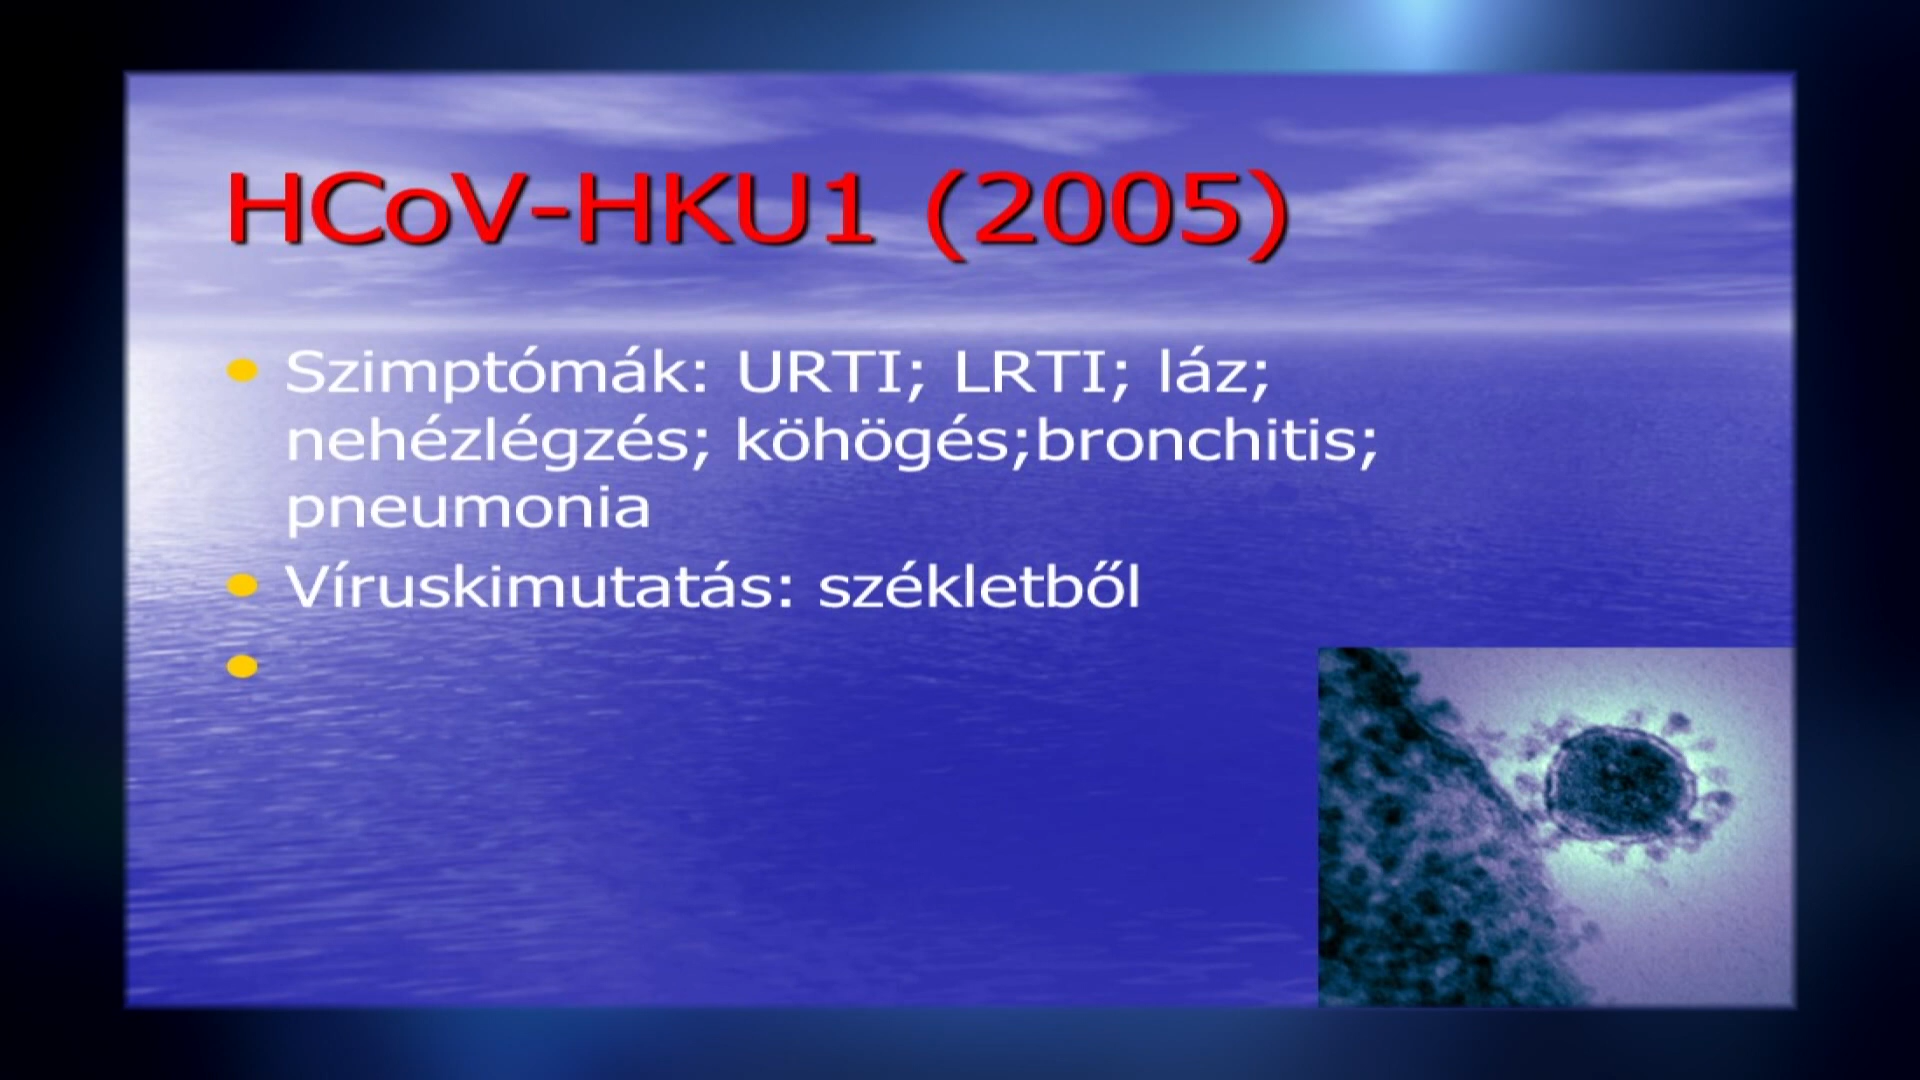 HCoV-HKU1 (2005)
Szimptómák: URTI; LRTI; láz;
nehézlégzés; köhögés;bronchitis;
pneumonia
Víruskimutatás: székletből